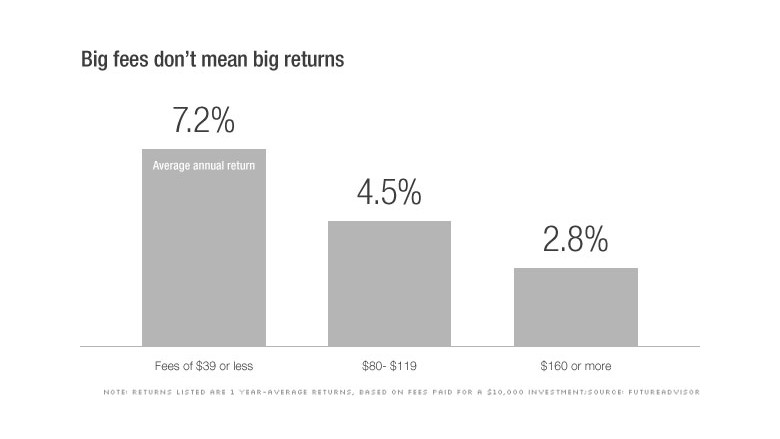 Big fees don't mean big returns
7.2%
Average annual return
4.5%
2.8%
Fees of $39 or less
$80- $119
$160 or more
NOTE: RETURNS LISTED ARE 1 YEAR-AVERAGE RETURNS, BASED ON FEES PAID FOR A $10,000 INVESTMENT;SOURCE: FUTUREADVISOR